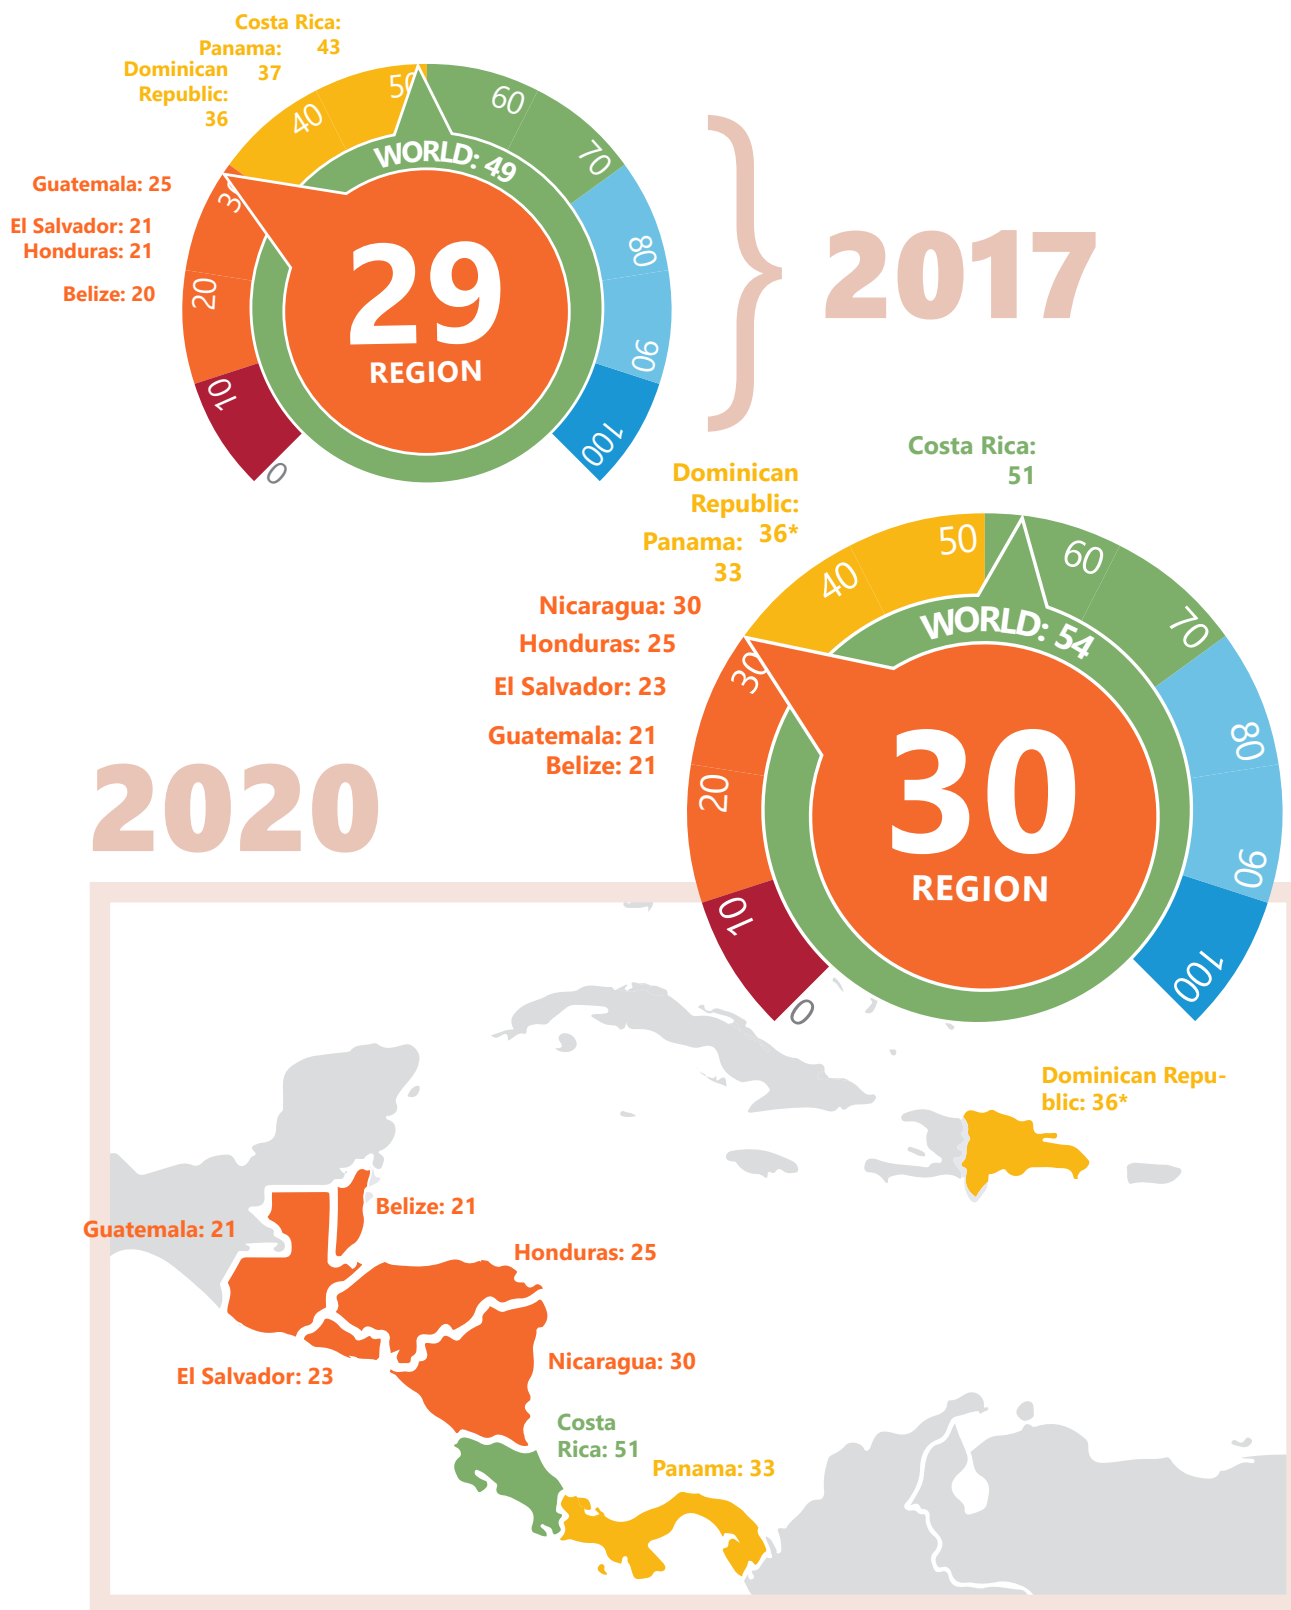 Costa Rica:
43
Panama:
37
Dominican
Republic:
36
Guatemala: 25
El Salvador: 21
Honduras: 21
Belize: 20
0
10
20
30
40
50
60
70
80
90
100
WORLD: 49
29
REGION
2017
Costa Rica:
51
Dominican
Republic:
36*
Panama:
33
Nicaragua: 30
Honduras: 25
El Salvador: 23
Guatemala: 21
Belize: 21
0
10
20
30
40
50
60
70
80
90
100
WORLD: 54
30
REGION
2020
Dominican Repu-
blic: 36*
Belize: 21
Guatemala: 21
Honduras: 25
El Salvador: 23
Nicaragua: 30
Costa
Rica: 51
Panama: 33